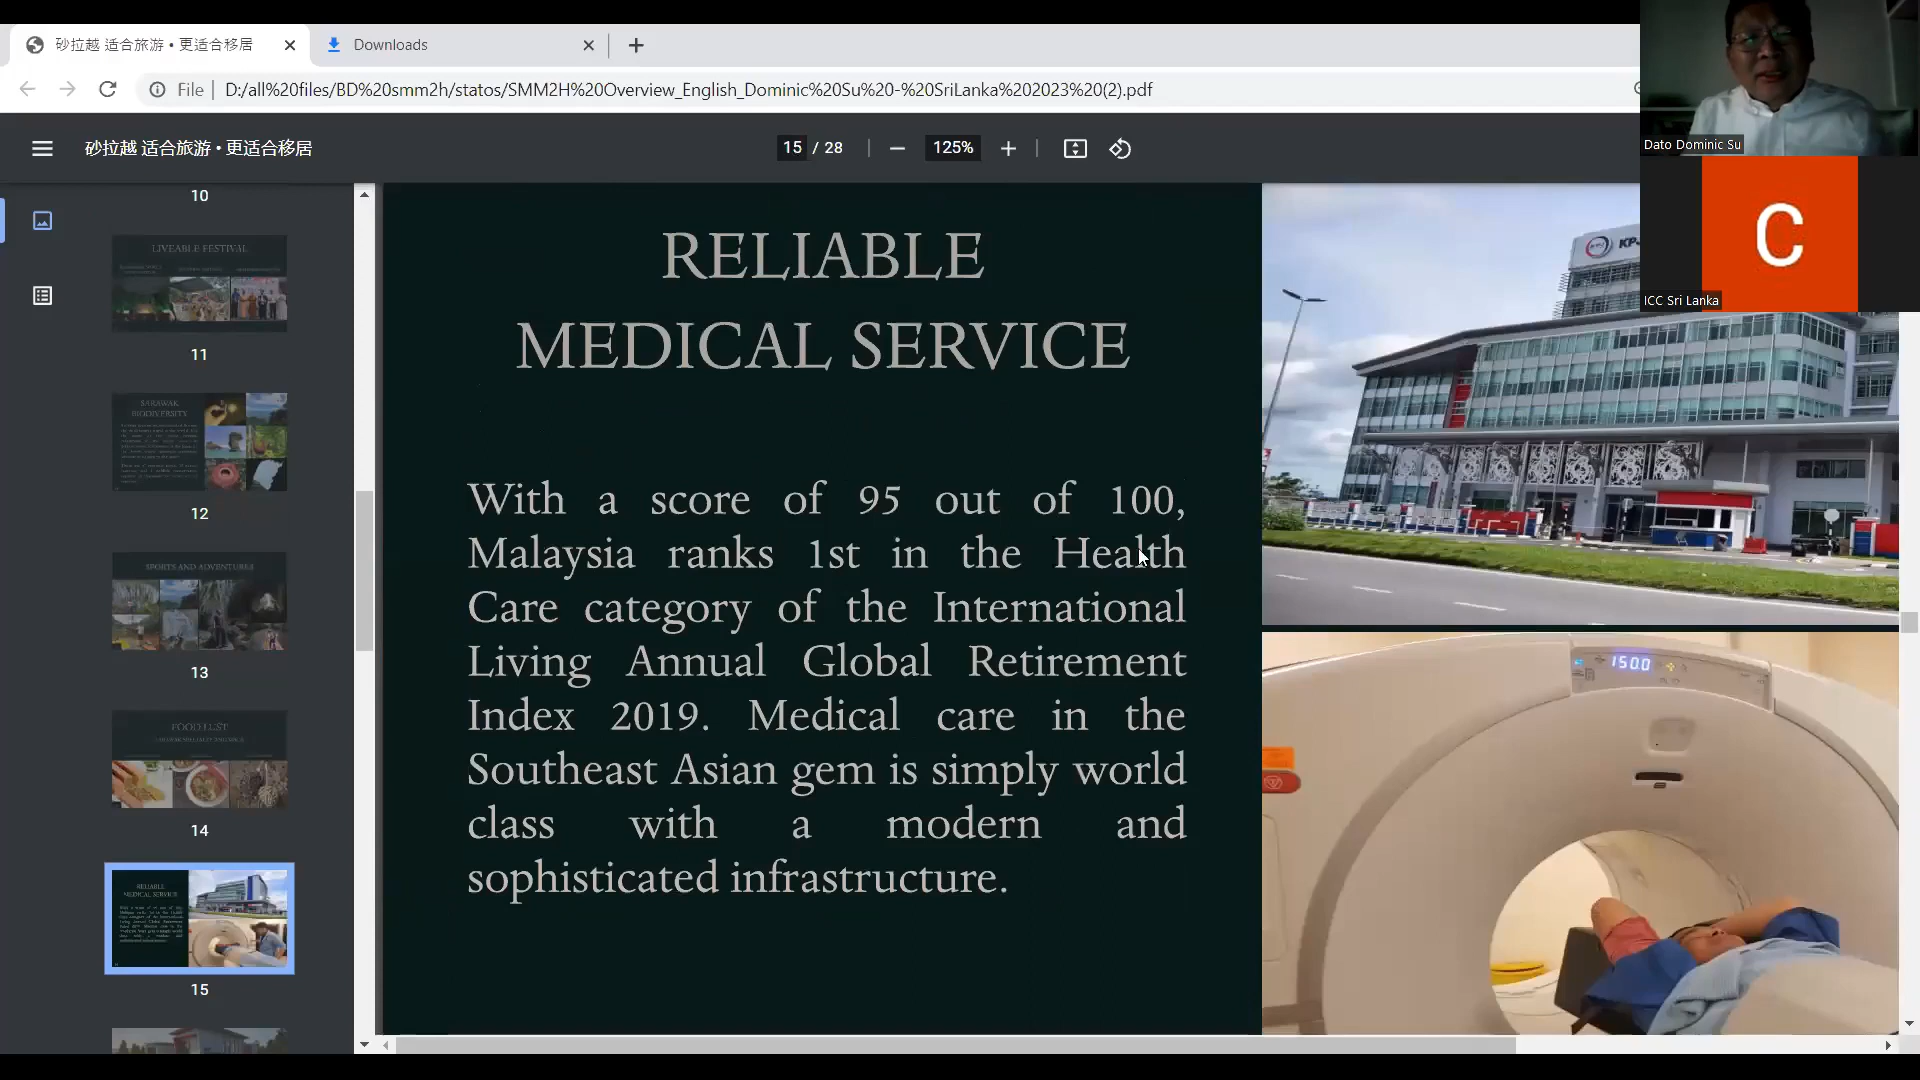 砂拉越 适合旅游 • 更适合移居
Downloads
File
D:/all%20files/BD%20smm2h/statos/SMM2H%20Overview_English_Dominic%20Su%20-%20SriLanka%202023%20(2).pdf
砂拉越 适合旅游 • 更适合移居
15 / 28
125%
Dato Dominic Su
C
ICC Sri Lanka
10
LIVEABLE FESTIVAL
11
SARAWAK
BIODIVERSITY
12
SPORTS AND ADVENTURES
13
FOOD LUST
14
RELIABLE
MEDICAL SERVICE
15
RELIABLE
MEDICAL SERVICE
With a score of 95 out of 100,
Malaysia ranks 1st in the Health
Care category of the International
Living Annual Global Retirement
Index 2019. Medical care in the
Southeast Asian gem is simply world
class with a modern and
sophisticated infrastructure.
150.0